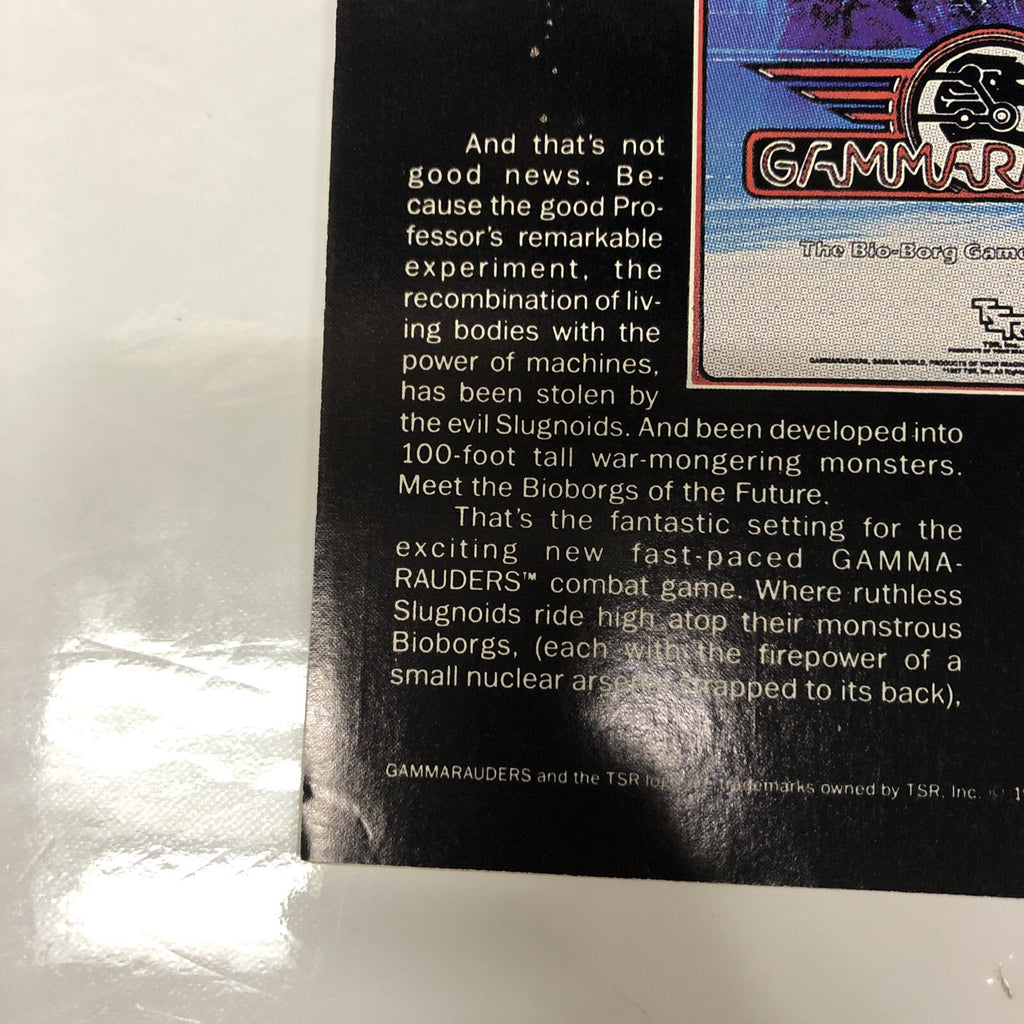 And that's not
good news. Be-
cause the good Pro-
fessor's remarkable
experiment, the
recombination of liv-
ing bodies with the
power of machines,
has been stolen by
the evil Slugnoids. And been developed into
100-foot tall war-mongering monsters.
Meet the Bioborgs of the Future.
That's the fantastic setting for the
exciting new fast-paced GAMMA-
RAUDERS™ combat game. Where ruthless
Slugnoids ride high atop their monstrous
Bioborgs, (each with the firepower of a
small nuclear arsenal strapped to its back),
GAMMARAUDERS and the TSR logo are trademarks owned by TSR, Inc. ©
GAMMARA
The Bio-Borg Game